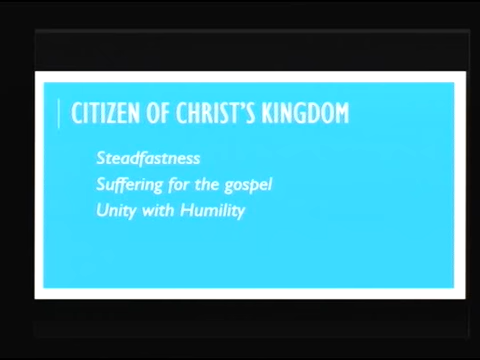 CITIZEN OF CHRIST'S KINGDOM
Steadfastness
Suffering for the gospel
Unity with Humility